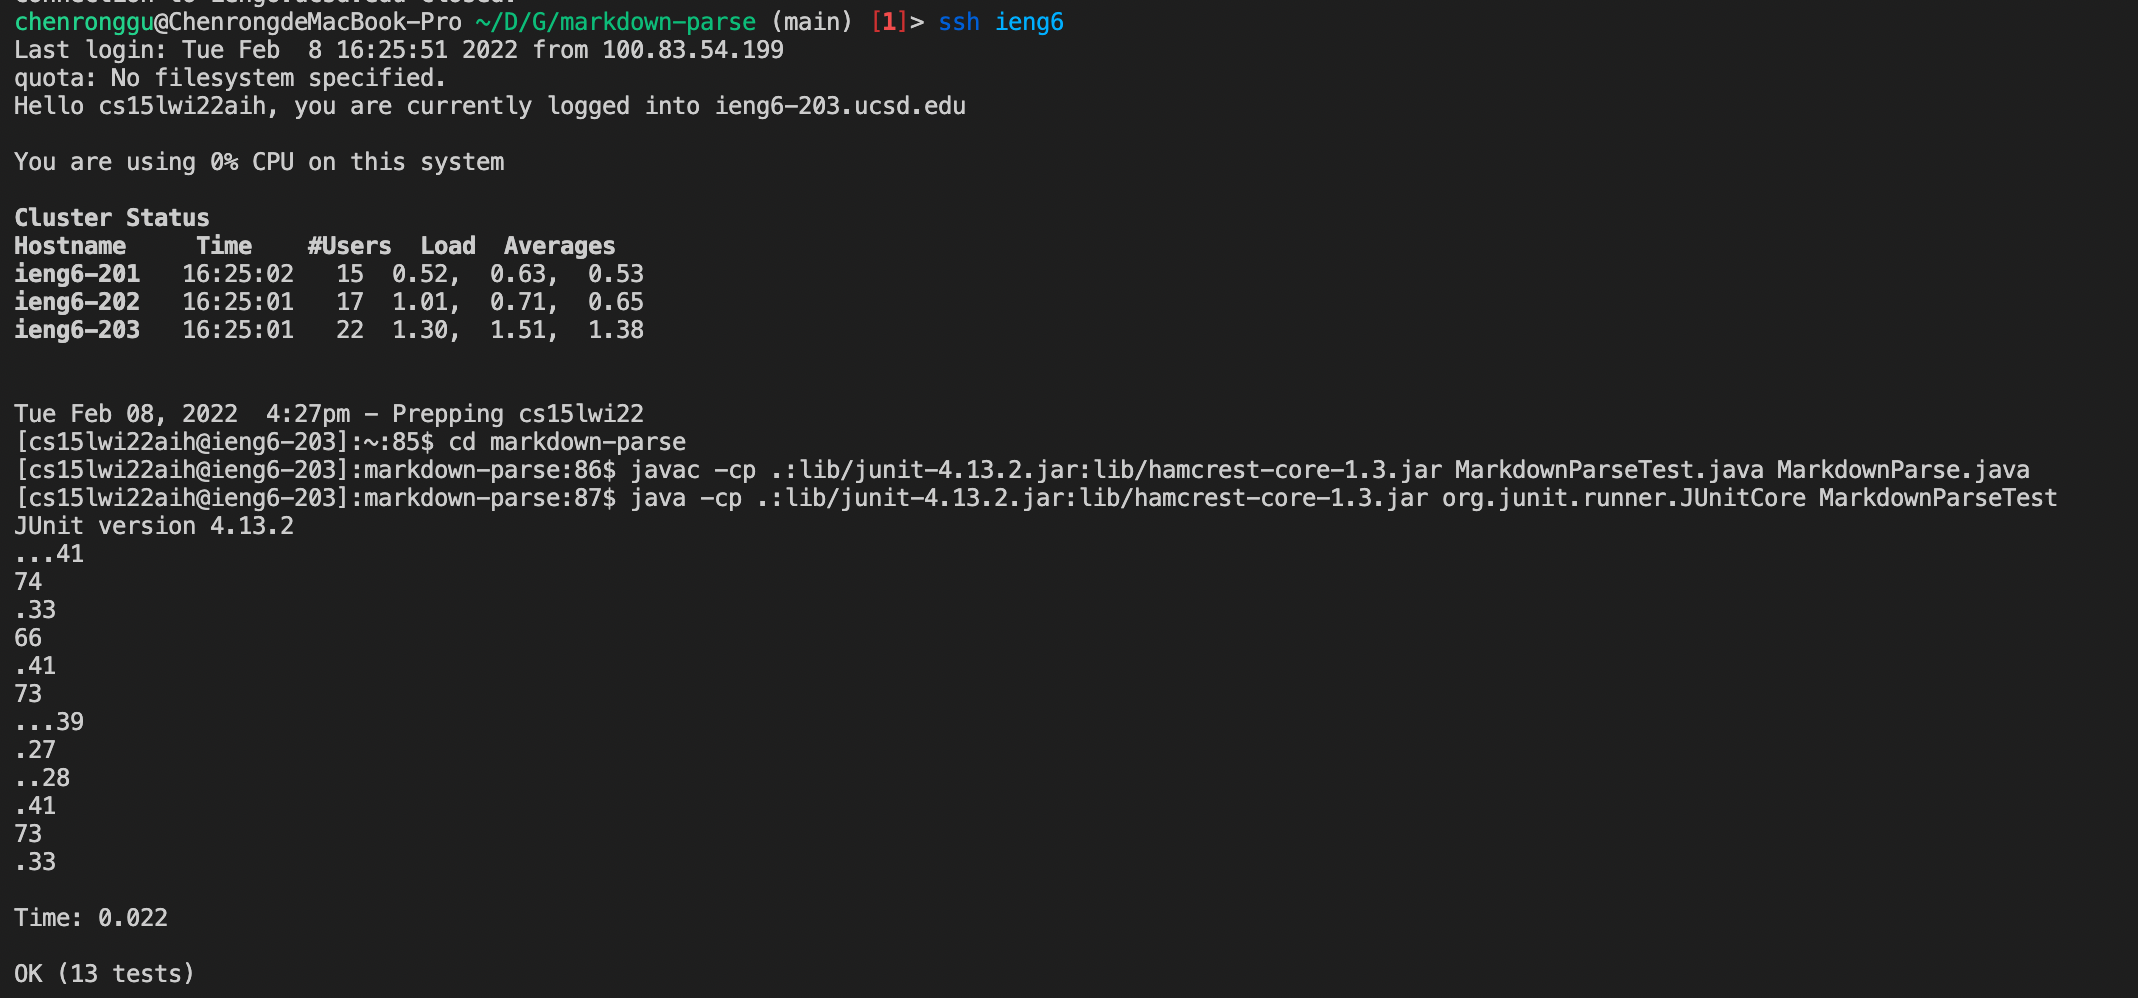 connection to ieng6.ucsd.edu closed.
chenronggu@ChenrongdeMacBook-Pro ~/D/G/markdown-parse (main) [1]> ssh ieng6
Last login: Tue Feb  8 16:25:51 2022 from 100.83.54.199
quota: No filesystem specified.
Hello cs15lwi22aih, you are currently logged into ieng6-203.ucsd.edu
You are using 0% CPU on this system
Cluster Status
Hostname     Time    #Users  Load  Averages
ieng6-201   16:25:02   15  0.52,  0.63,  0.53
ieng6-202   16:25:01   17  1.01,  0.71,  0.65
ieng6-203   16:25:01   22  1.30,  1.51,  1.38
Tue Feb 08, 2022  4:27pm - Prepping cs15lwi22
[cs15lwi22aih@ieng6-203]:~:85$ cd markdown-parse
[cs15lwi22aih@ieng6-203]:markdown-parse:86$ javac -cp .:lib/junit-4.13.2.jar:lib/hamcrest-core-1.3.jar MarkdownParseTest.java MarkdownParse.java
[cs15lwi22aih@ieng6-203]:markdown-parse:87$ java -cp .:lib/junit-4.13.2.jar:lib/hamcrest-core-1.3.jar org.junit.runner.JUnitCore MarkdownParseTest
JUnit version 4.13.2
...41
74
.33
66
.41
73
...39
.27
..28
.41
73
.33
Time: 0.022
OK (13 tests)